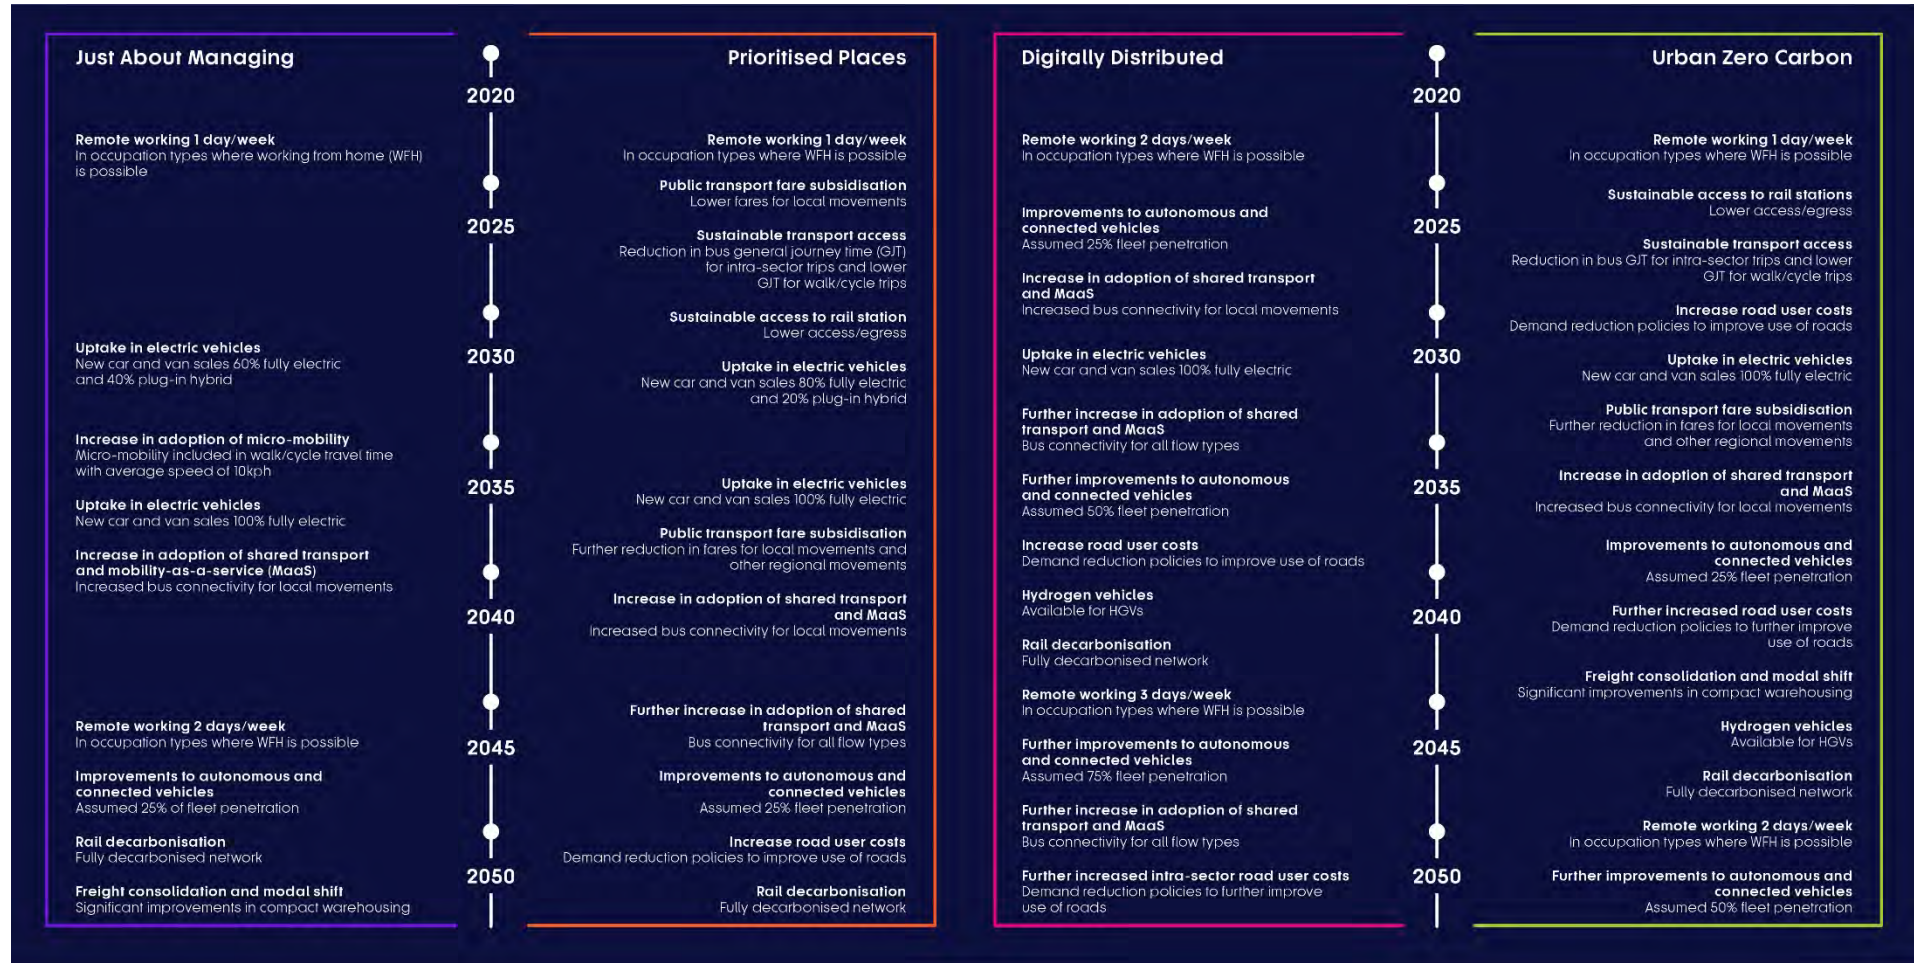 Just About Managing
Remote working 1 day/week
In occupation types where working from home (WFH)
is possible
Uptake in electric vehicles
New car and van sales 60% fully electric
and 40% plug-in hybrid
Increase in adoption of micro-mobility
Micro-mobility included in walk/cycle travel time
with average speed of 10kph
Uptake in electric vehicles
New car and van sales 100% fully electric
Increase in adoption of shared transport
and mobility-as-a-service (MaaS)
Increased bus connectivity for local movements
Remote working 2 days/week
In occupation types where WFH is possible
Improvements to autonomous and
connected vehicles
Assumed 25% of fleet penetration
Rail decarbonisation
Fully decarbonised network
Freight consolidation and modal shift
Significant improvements in compact warehousing
2020
2025
2030
2035
2040
2045
2050
Prioritised Places
Remote working 1 day/week
In occupation types where WFH is possible
Public transport fare subsidisation
Lower fares for local movements
Sustainable transport access
Reduction in bus general journey time (GJT)
for intra-sector trips and lower
GJT for walk/cycle trips
Sustainable access to rail station
Lower access/egress
Uptake in electric vehicles
New car and van sales 80% fully electric
and 20% plug-in hybrid
Uptake in electric vehicles
New car and van sales 100% fully electric
Public transport fare subsidisation
Further reduction in fares for local movements and
other regional movements
Increase in adoption of shared transport
and MaaS
Increased bus connectivity for local movements
Further increase in adoption of shared
transport and MaaS
Bus connectivity for all flow types
Improvements to autonomous and
connected vehicles
Assumed 25% fleet penetration
Increase road user costs
Demand reduction policies to improve use of roads
Rail decarbonisation
Fully decarbonised network
Digitally Distributed
Remote working 2 days/week
In occupation types where WFH is possible
Improvements to autonomous and
connected vehicles
Assumed 25% fleet penetration
Increase in adoption of shared transport
and MaaS
Increased bus connectivity for local movements
Uptake in electric vehicles
New car and van sales 100% fully electric
Further increase in adoption of shared
transport and MaaS
Bus connectivity for all flow types
Further improvements to autonomous
and connected vehicles
Assumed 50% fleet penetration
Increase road user costs
Demand reduction policies to improve use of roads
Hydrogen vehicles
Available for HGVs
Rail decarbonisation
Fully decarbonised network
Remote working 3 days/week
In occupation types where WFH is possible
Further improvements to autonomous
and connected vehicles
Assumed 75% fleet penetration
Further increase in adoption of shared
transport and MaaS
Bus connectivity for all flow types
Further increased intra-sector road user costs
Demand reduction policies to further improve
use of roads
2020
2025
2030
2035
2040
2045
2050
Urban Zero Carbon
Remote working 1 day/week
In occupation types where WFH is possible
Sustainable access to rail stations
Lower access/egress
Sustainable transport access
Reduction in bus GJT for intra-sector trips and lower
GJT for walk/cycle trips
Increase road user costs
Demand reduction policies to improve use of roads
Uptake in electric vehicles
New car and van sales 100% fully electric
Public transport fare subsidisation
Further reduction in fares for local movements
and other regional movements
Increase in adoption of shared transport
and MaaS
Increased bus connectivity for local movements
Improvements to autonomous and
connected vehicles
Assumed 25% fleet penetration
Further increased road user costs
Demand reduction policies to further improve
use of roads
Freight consolidation and modal shift
Significant improvements in compact warehousing
Hydrogen vehicles
Available for HGVs
Rail decarbonisation
Fully decarbonised network
Remote working 2 days/week
In occupation types where WFH is possible
Further improvements to autonomous and
connected vehicles
Assumed 50% fleet penetration